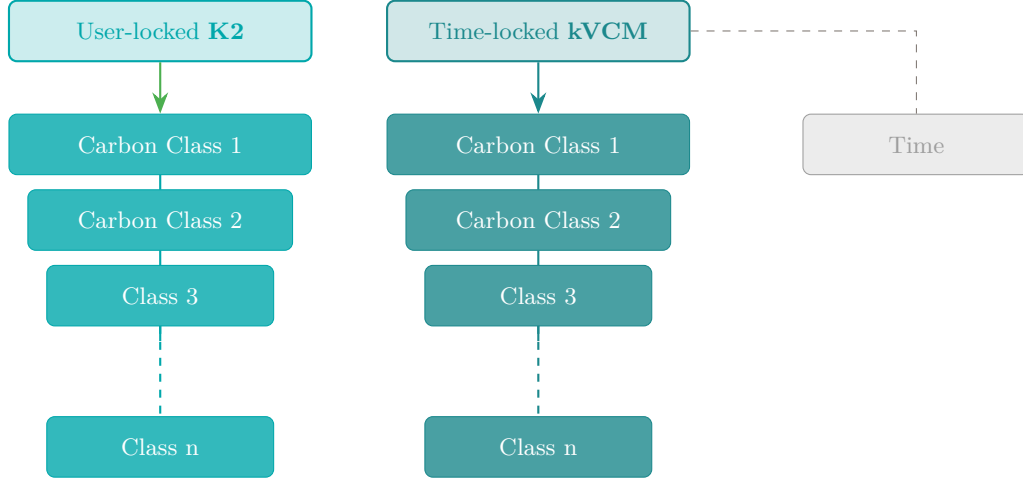 User-locked K2
Time-locked kVCM
Carbon Class 1
Carbon Class 1
Time
Carbon Class 2
Carbon Class 2
Class 3
Class 3
Class n
Class n